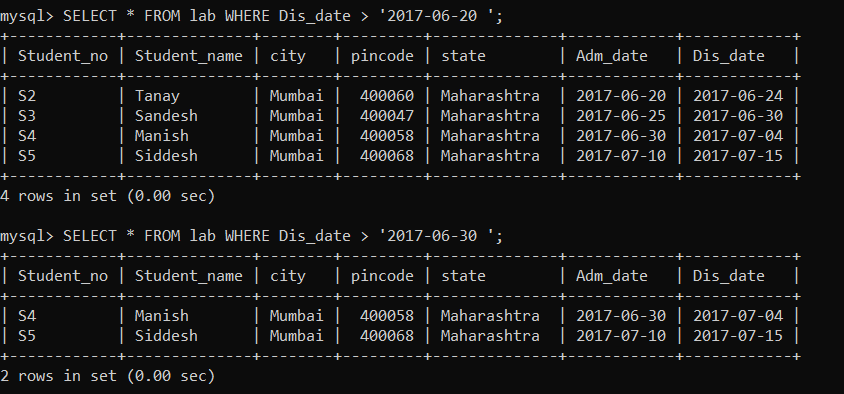 mysql> SELECT * FROM lab WHERE Dis_date > '2017-06-20 ';
+------------+--------------+--------+---------+-------------+------------+------------+
| Student_no | Student_name | city   | pincode | state       | Adm_date   | Dis_date   |
+------------+--------------+--------+---------+-------------+------------+------------+
| S2         | Tanay        | Mumbai |  400060 | Maharashtra | 2017-06-20 | 2017-06-24 |
| S3         | Sandesh      | Mumbai |  400047 | Maharashtra | 2017-06-25 | 2017-06-30 |
| S4         | Manish       | Mumbai |  400058 | Maharashtra | 2017-06-30 | 2017-07-04 |
| S5         | Siddesh      | Mumbai |  400068 | Maharashtra | 2017-07-10 | 2017-07-15 |
+------------+--------------+--------+---------+-------------+------------+------------+
4 rows in set (0.00 sec)

mysql> SELECT * FROM lab WHERE Dis_date > '2017-06-30 ';
+------------+--------------+--------+---------+-------------+------------+------------+
| Student_no | Student_name | city   | pincode | state       | Adm_date   | Dis_date   |
+------------+--------------+--------+---------+-------------+------------+------------+
| S4         | Manish       | Mumbai |  400058 | Maharashtra | 2017-06-30 | 2017-07-04 |
| S5         | Siddesh      | Mumbai |  400068 | Maharashtra | 2017-07-10 | 2017-07-15 |
+------------+--------------+--------+---------+-------------+------------+------------+
2 rows in set (0.00 sec)